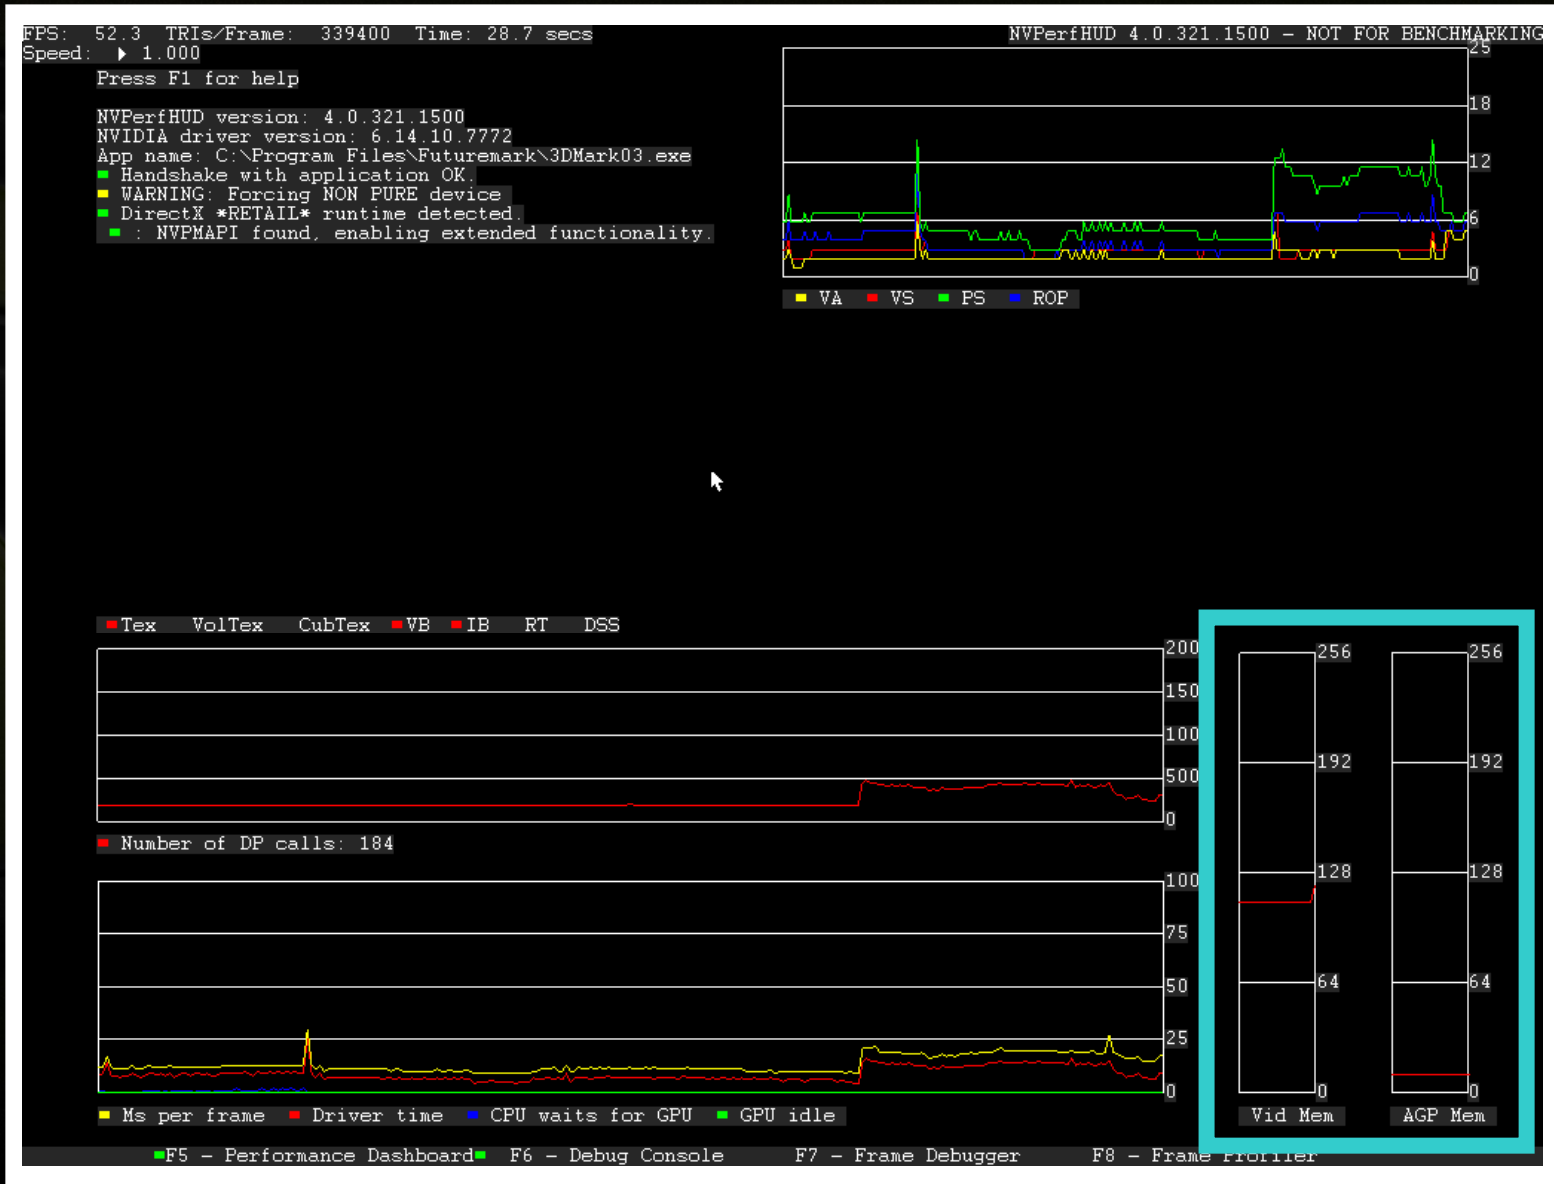 FPS: 52.3 TRIs/Frame: 339400 Time: 28.7 secs
NVPerfHUD 4.0.321.1500 – NOT FOR BENCHMARKING
Speed: 1.000
Press F1 for help
NVPerfHUD version: 4.0.321.1500
NVIDIA driver version: 6.14.10.7772
App name: C:\Program Files\Futuremark\3DMark03.exe
Handshake with application OK.
WARNING: Forcing NON PURE device
DirectX *RETAIL* runtime detected.
: NVPMAPI found, enabling extended functionality.
25
18
12
6
0
VA VS PS ROP
Tex VolTex CubTex VB IB RT DSS
200
150
100
500
0
Number of DP calls: 184
100
75
50
25
0
Ms per frame Driver time CPU waits for GPU GPU idle
256
192
128
64
0
Vid Mem
256
192
128
64
0
AGP Mem
F5 – Performance Dashboard F6 – Debug Console F7 – Frame Debugger F8 – Frame Profiler